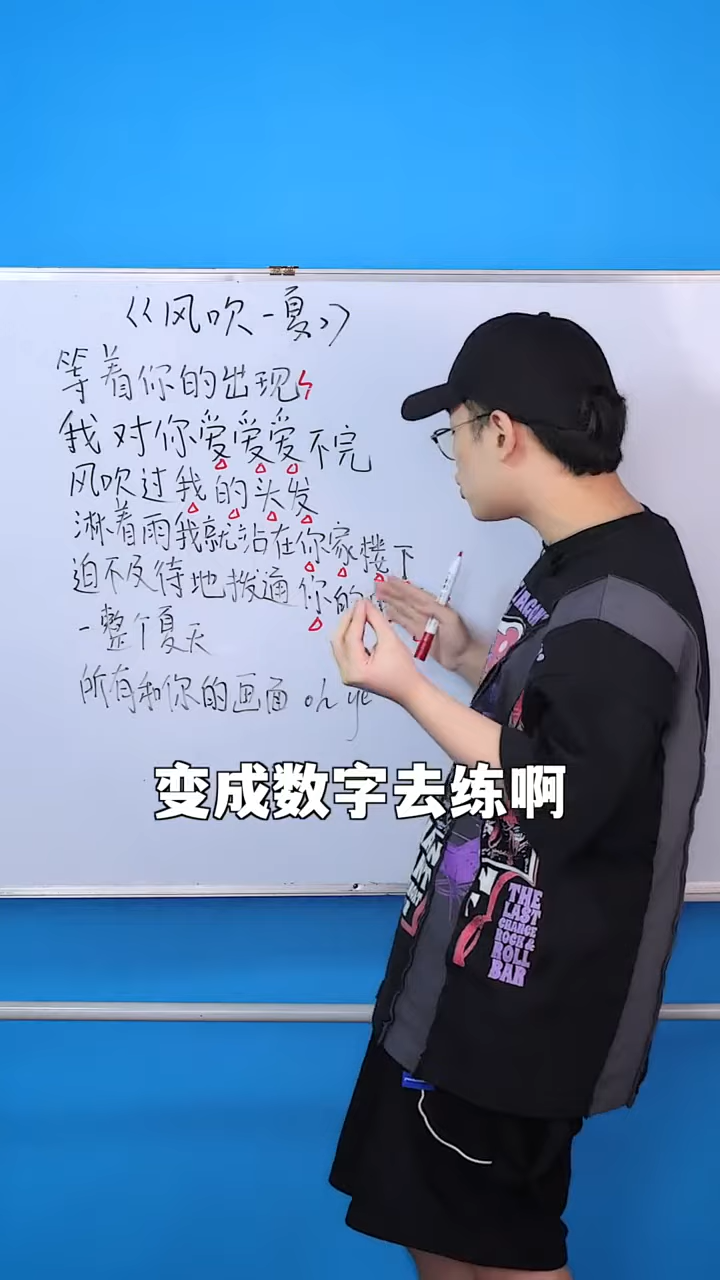 《风吹一夏》
等着你的出现
我对你爱爱爱不完
风吹过我的头发
淋着雨我就站在你家楼下
迫不及待地拨通你的
一整个夏天
所有和你的画面 oh ye
变成数字去练啊
THE
LAST
CHANCE
ROCK &
ROLL
BAR